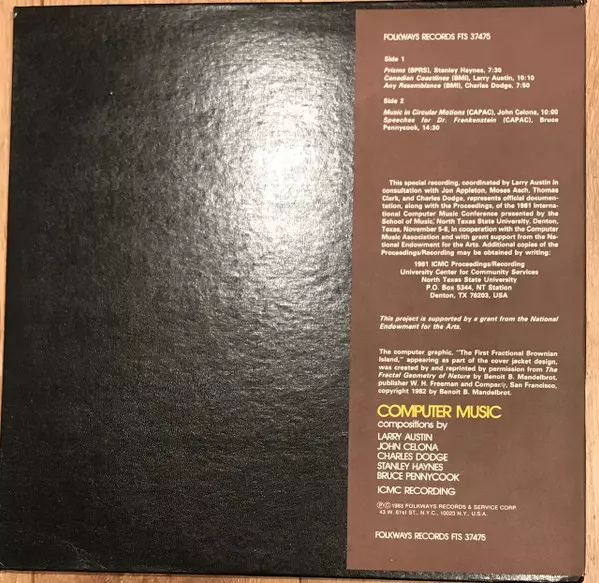 FOLKWAYS RECORDS FTS 37475
Side 1
Prisms (BPRS), Stanley Haynes, 7:30
Canadian Coastlines (BMI), Larry Austin, 10:10
Any Resemblance (BMI), Charles Dodge, 7:50
Side 2
Music in Circular Motions (CAPAC), John Celona, 10:00
Speeches for Dr. Frankenstein (CAPAC), Bruce
Pennycook, 14:30
This special recording, coordinated by Larry Austin in
consultation with Jon Appleton, Moses Asch, Thomas
Clark, and Charles Dodge, represents official documen-
tation, along with the Proceedings, of the 1981 Interna-
tional Computer Music Conference presented by the
School of Music, North Texas State University, Denton,
Texas, November 5-8, in cooperation with the Computer
Music Association and with grant support from the Na-
tional Endowment for the Arts. Additional copies of the
Proceedings/Recording may be obtained by writing:
1981 ICMC Proceedings/Recording
University Center for Community Services
North Texas State University
P.O. Box 5344, NT Station
Denton, TX 76203, USA
This project is supported by a grant from the National
Endowment for the Arts.
The computer graphic, "The First Fractional Brownian
Island," appearing as part of the cover jacket design,
was created by and reprinted by permission from The
Fractal Geometry of Nature by Benoit B. Mandelbrot,
publisher W. H. Freeman and Company, San Francisco,
copyright 1982 by Benoit B. Mandelbrot.
COMPUTER MUSIC
compositions by
LARRY AUSTIN
JOHN CELONA
CHARLES DODGE
STANLEY HAYNES
BRUCE PENNYCOOK
ICMC RECORDING
Ⓟ©1983 FOLKWAYS RECORDS & SERVICE CORP.
43 W. 61st ST., N.Y.C., 10023 N.Y., U.S.A.
FOLKWAYS RECORDS FTS 37475